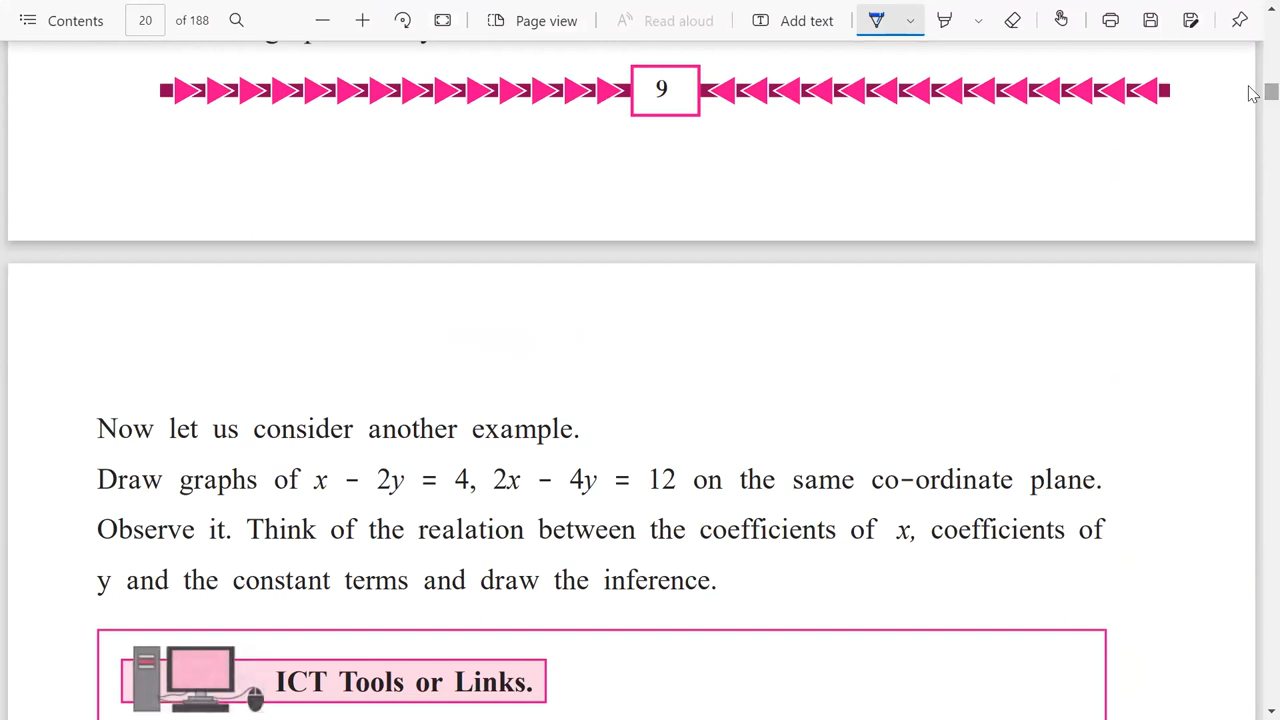 Contents 20 of 188 Page view Read aloud Add text
9
Now let us consider another example.
Draw graphs of x - 2y = 4, 2x - 4y = 12 on the same co-ordinate plane.
Observe it. Think of the realation between the coefficients of x, coefficients of
y and the constant terms and draw the inference.
ICT Tools or Links.